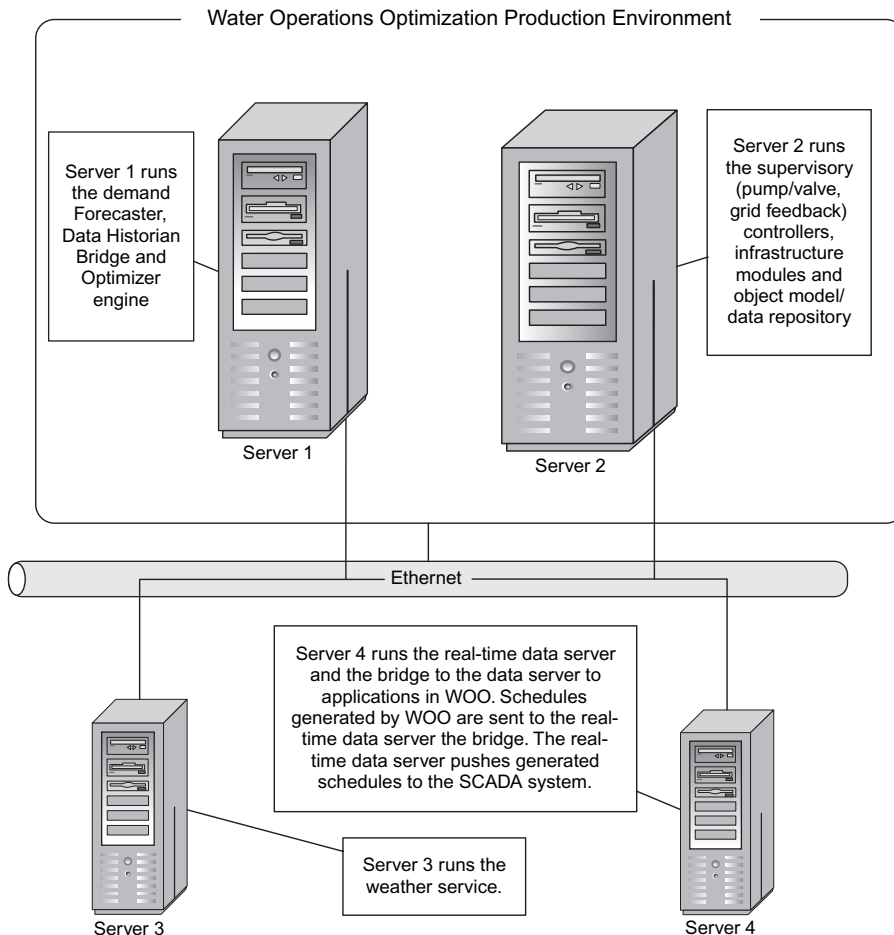 Water Operations Optimization Production Environment
Server 1 runs
the demand
Forecaster,
Data Historian
Bridge and
Optimizer
engine
Server 2 runs
the supervisory
(pump/valve,
grid feedback)
controllers,
infrastructure
modules and
object model/
data repository
Server 1
Server 2
Ethernet
Server 4 runs the real-time data server
and the bridge to the data server to
applications in WOO. Schedules
generated by WOO are sent to the real-
time data server the bridge. The real-
time data server pushes generated
schedules to the SCADA system.
Server 3 runs the
weather service.
Server 3
Server 4